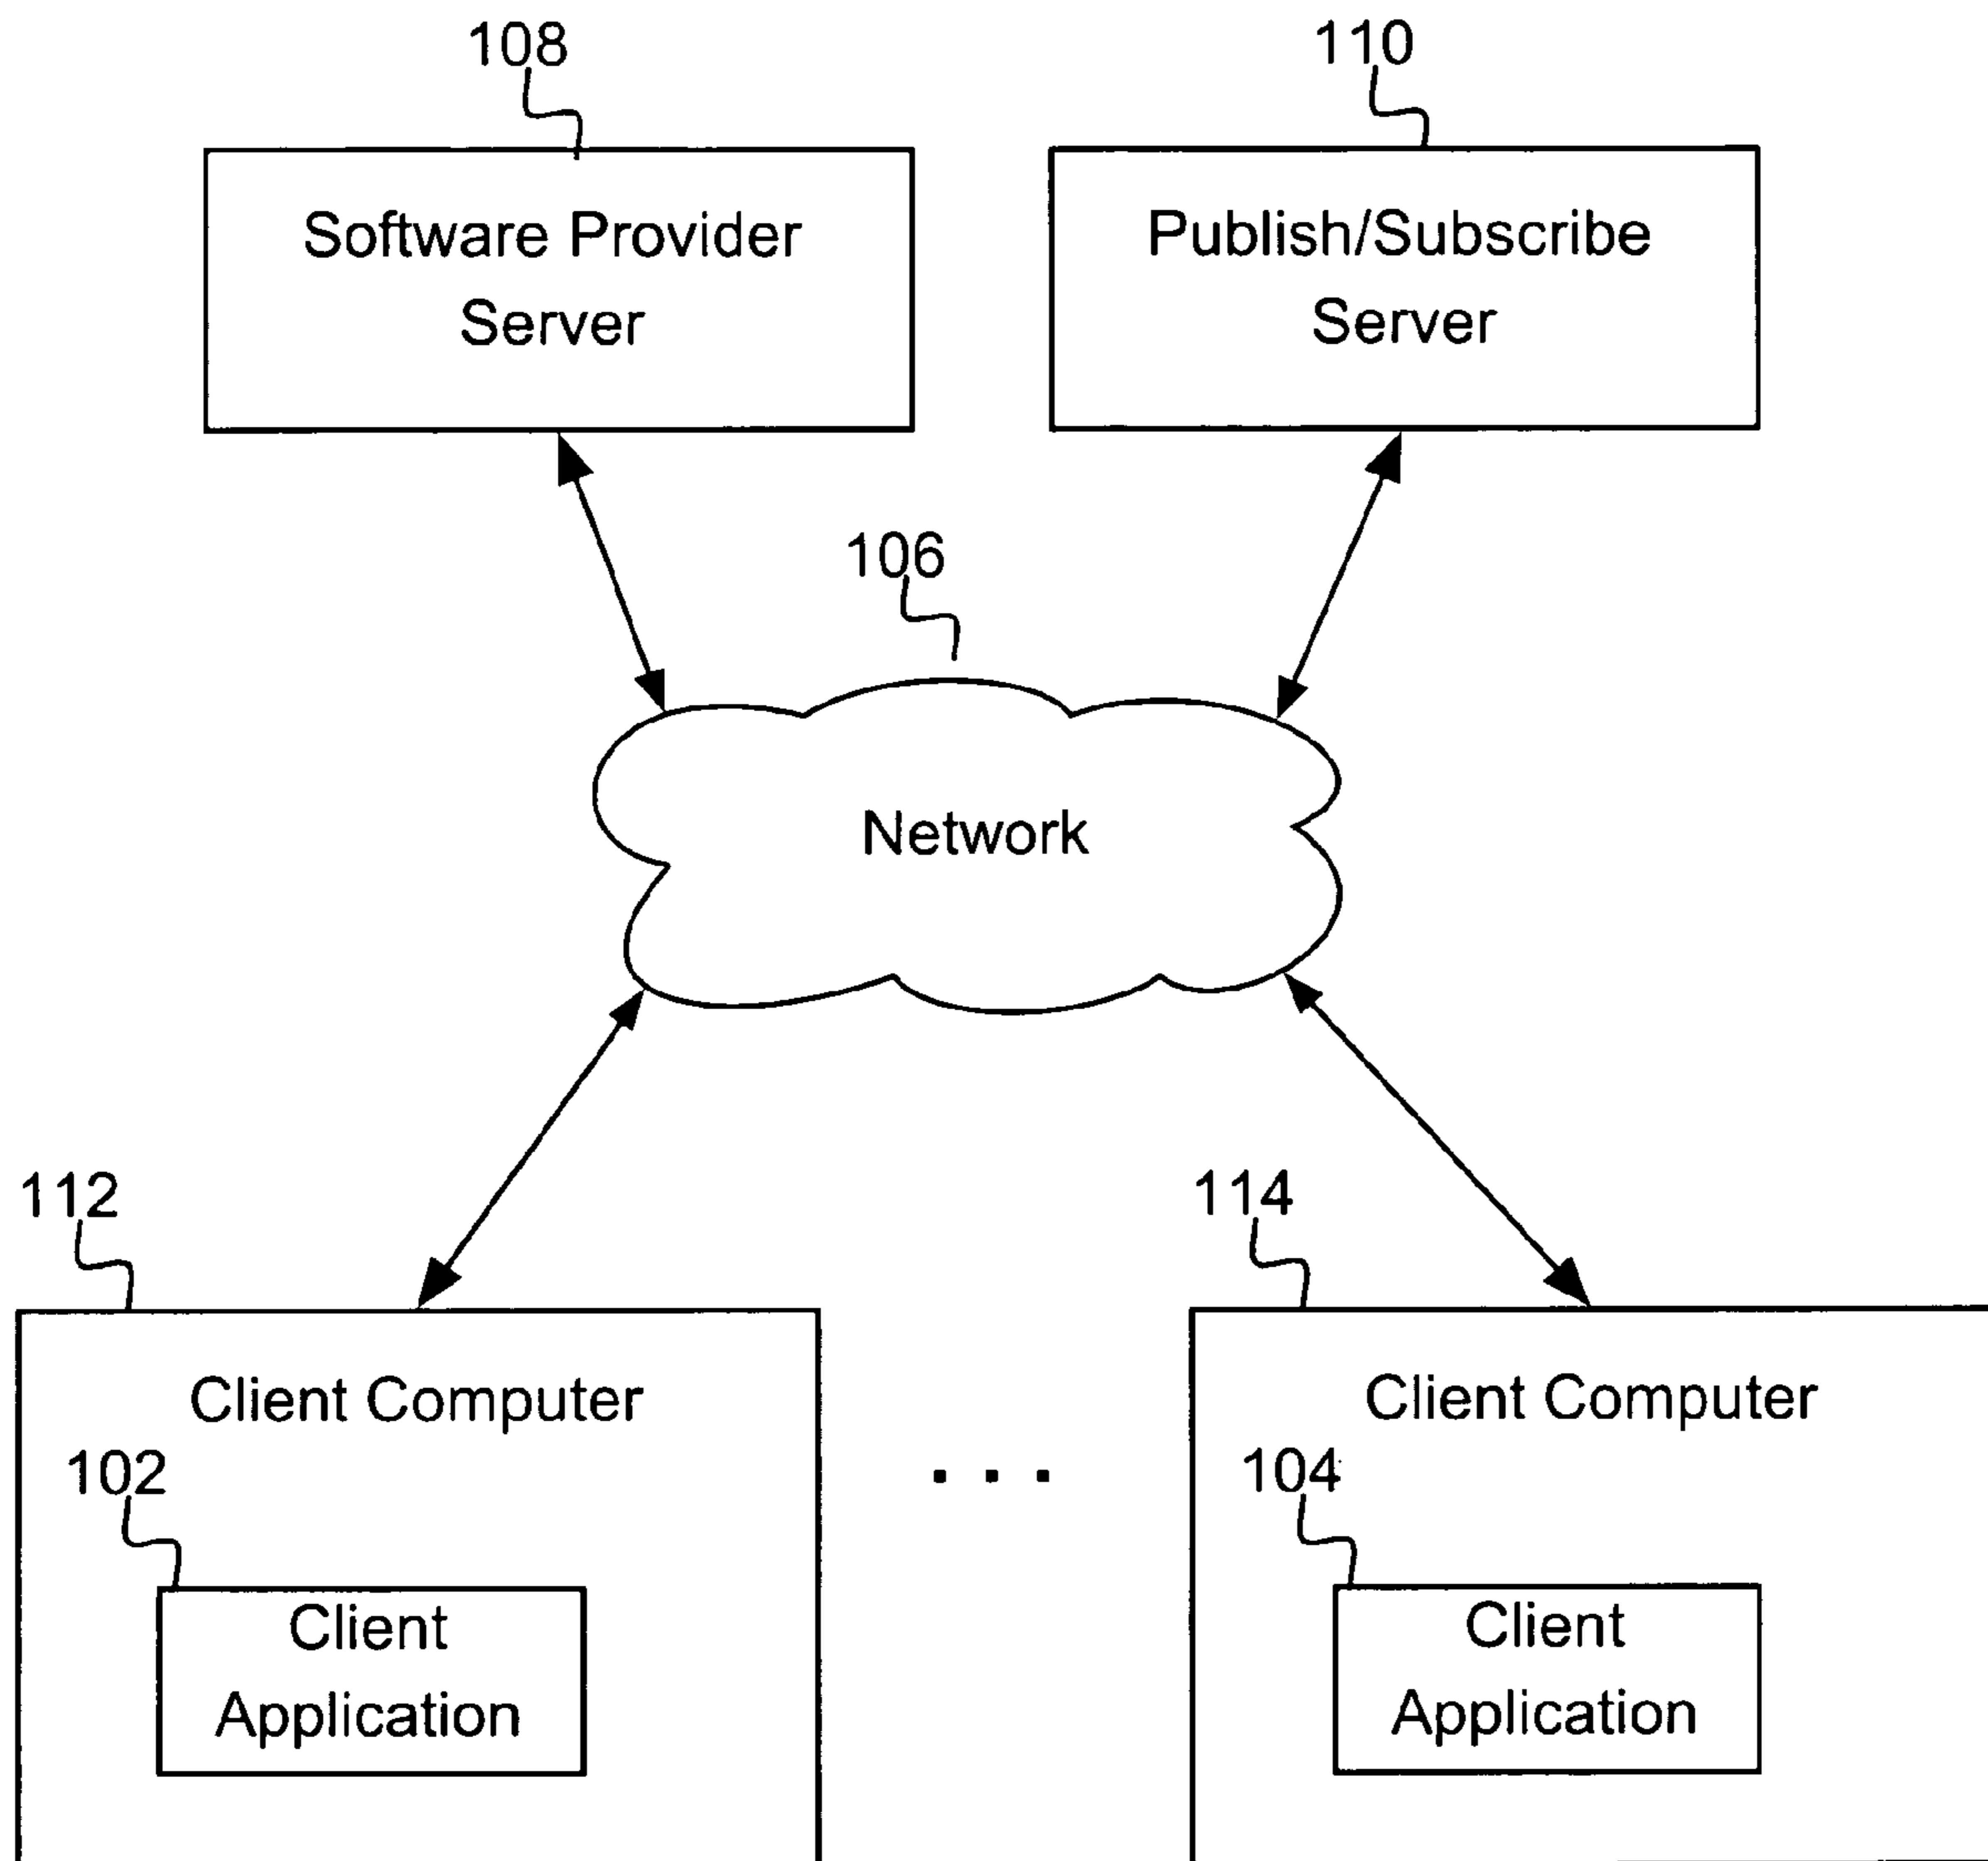 108
110
Software Provider
Server
Publish/Subscribe
Server
106
Network
112
114
Client Computer
Client Computer
102
. . .
104
Client
Application
Client
Application